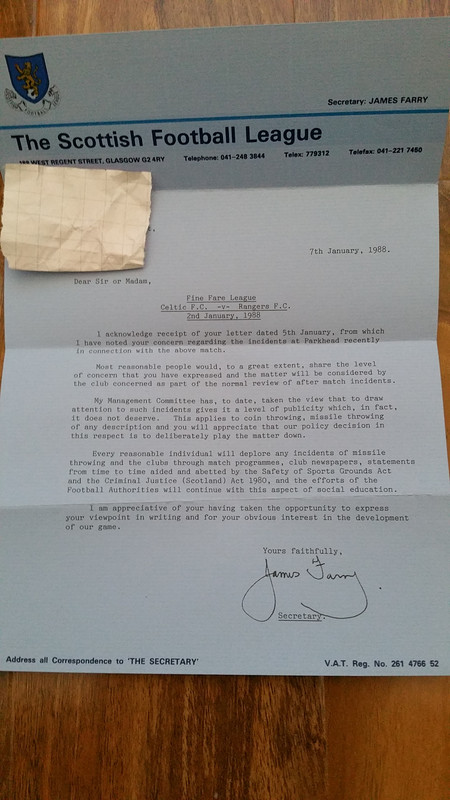 Secretary: JAMES FARRY
The Scottish Football League
WEST REGENT STREET, GLASGOW G2 4RY Telephone: 041-248 3844 Telex: 779312 Telefax: 041-221 7450
7th January, 1988.
Dear Sir or Madam,
Fine Fare League
Celtic F.C. -v- Rangers F.C.
2nd January, 1988
I acknowledge receipt of your letter dated 5th January, from which
I have noted your concern regarding the incidents at Parkhead recently
in connection with the above match.
Most reasonable people would, to a great extent, share the level
of concern that you have expressed and the matter will be considered by
the club concerned as part of the normal review of after match incidents.
My Management Committee has, to date, taken the view that to draw
attention to such incidents gives it a level of publicity which, in fact,
it does not deserve. This applies to coin throwing, missile throwing
of any description and you will appreciate that our policy decision in
this respect is to deliberately play the matter down.
Every reasonable individual will deplore any incidents of missile
throwing and the clubs through match programmes, club newspapers, statements
from time to time aided and abetted by the Safety of Sports Grounds Act
and the Criminal Justice (Scotland) Act 1980, and the efforts of the
Football Authorities will continue with this aspect of social education.
I am appreciative of your having taken the opportunity to express
your viewpoint in writing and for your obvious interest in the development
of our game.
Yours faithfully,
James Farry
Secretary.
Address all Correspondence to 'THE SECRETARY' V.A.T. Reg. No. 261 4766 52